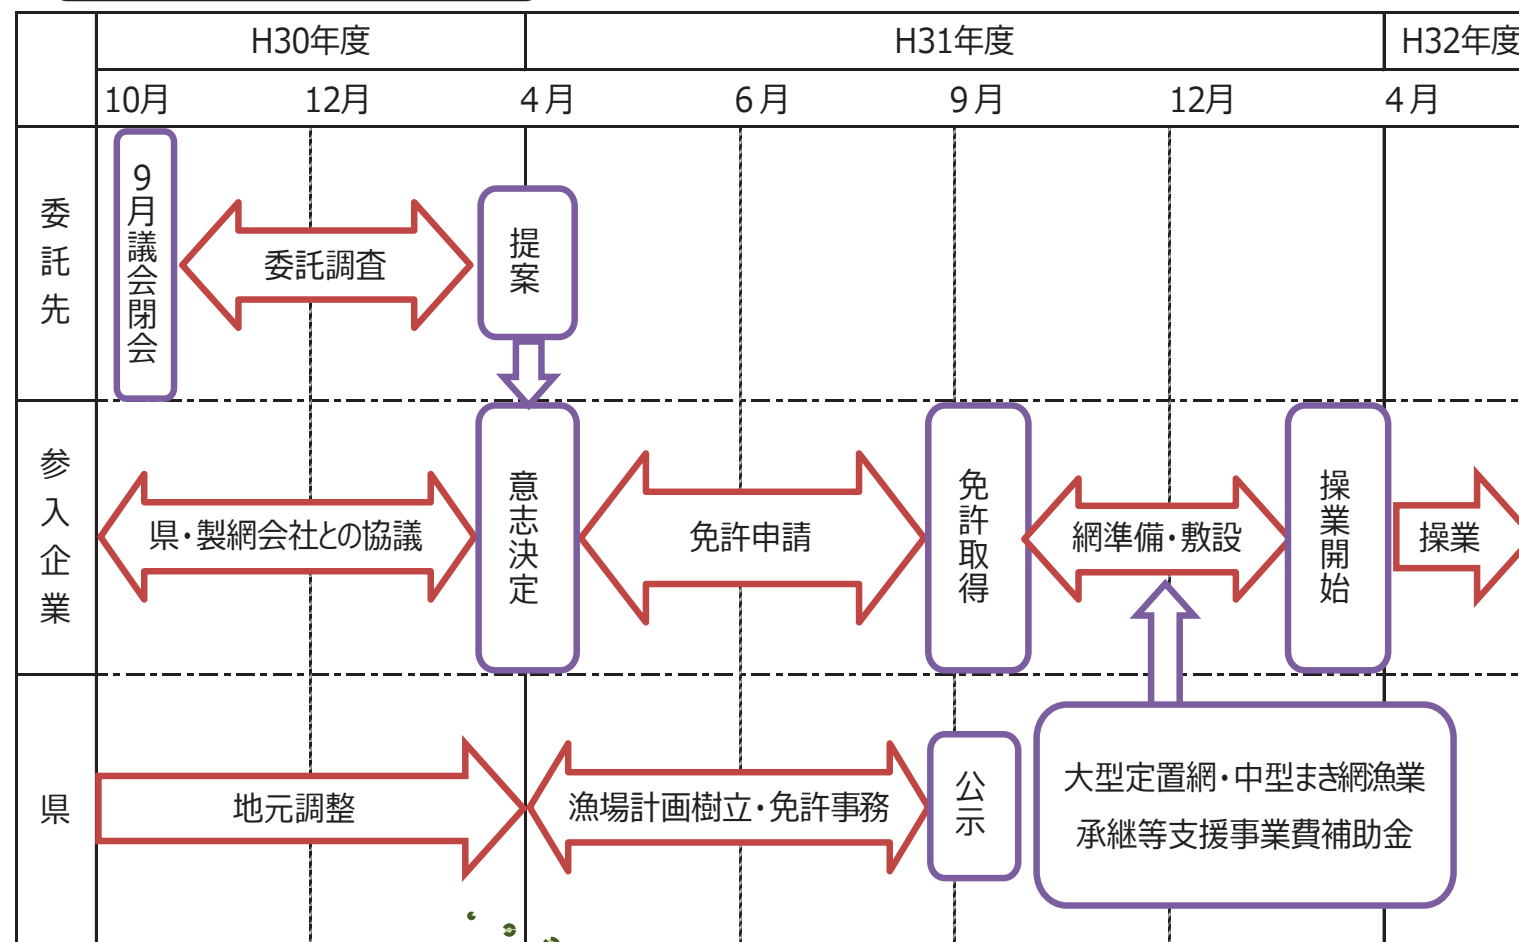 H30年度
H31年度
H32年度
10月
12月
4月
6月
9月
12月
4月
委託先
9月議会閉会
委託調査
提案
参入企業
県・製網会社との協議
意志決定
免許申請
免許取得
網準備・敷設
操業開始
操業
県
地元調整
漁場計画樹立・免許事務
公示
大型定置網・中型まき網漁業
承継等支援事業費補助金